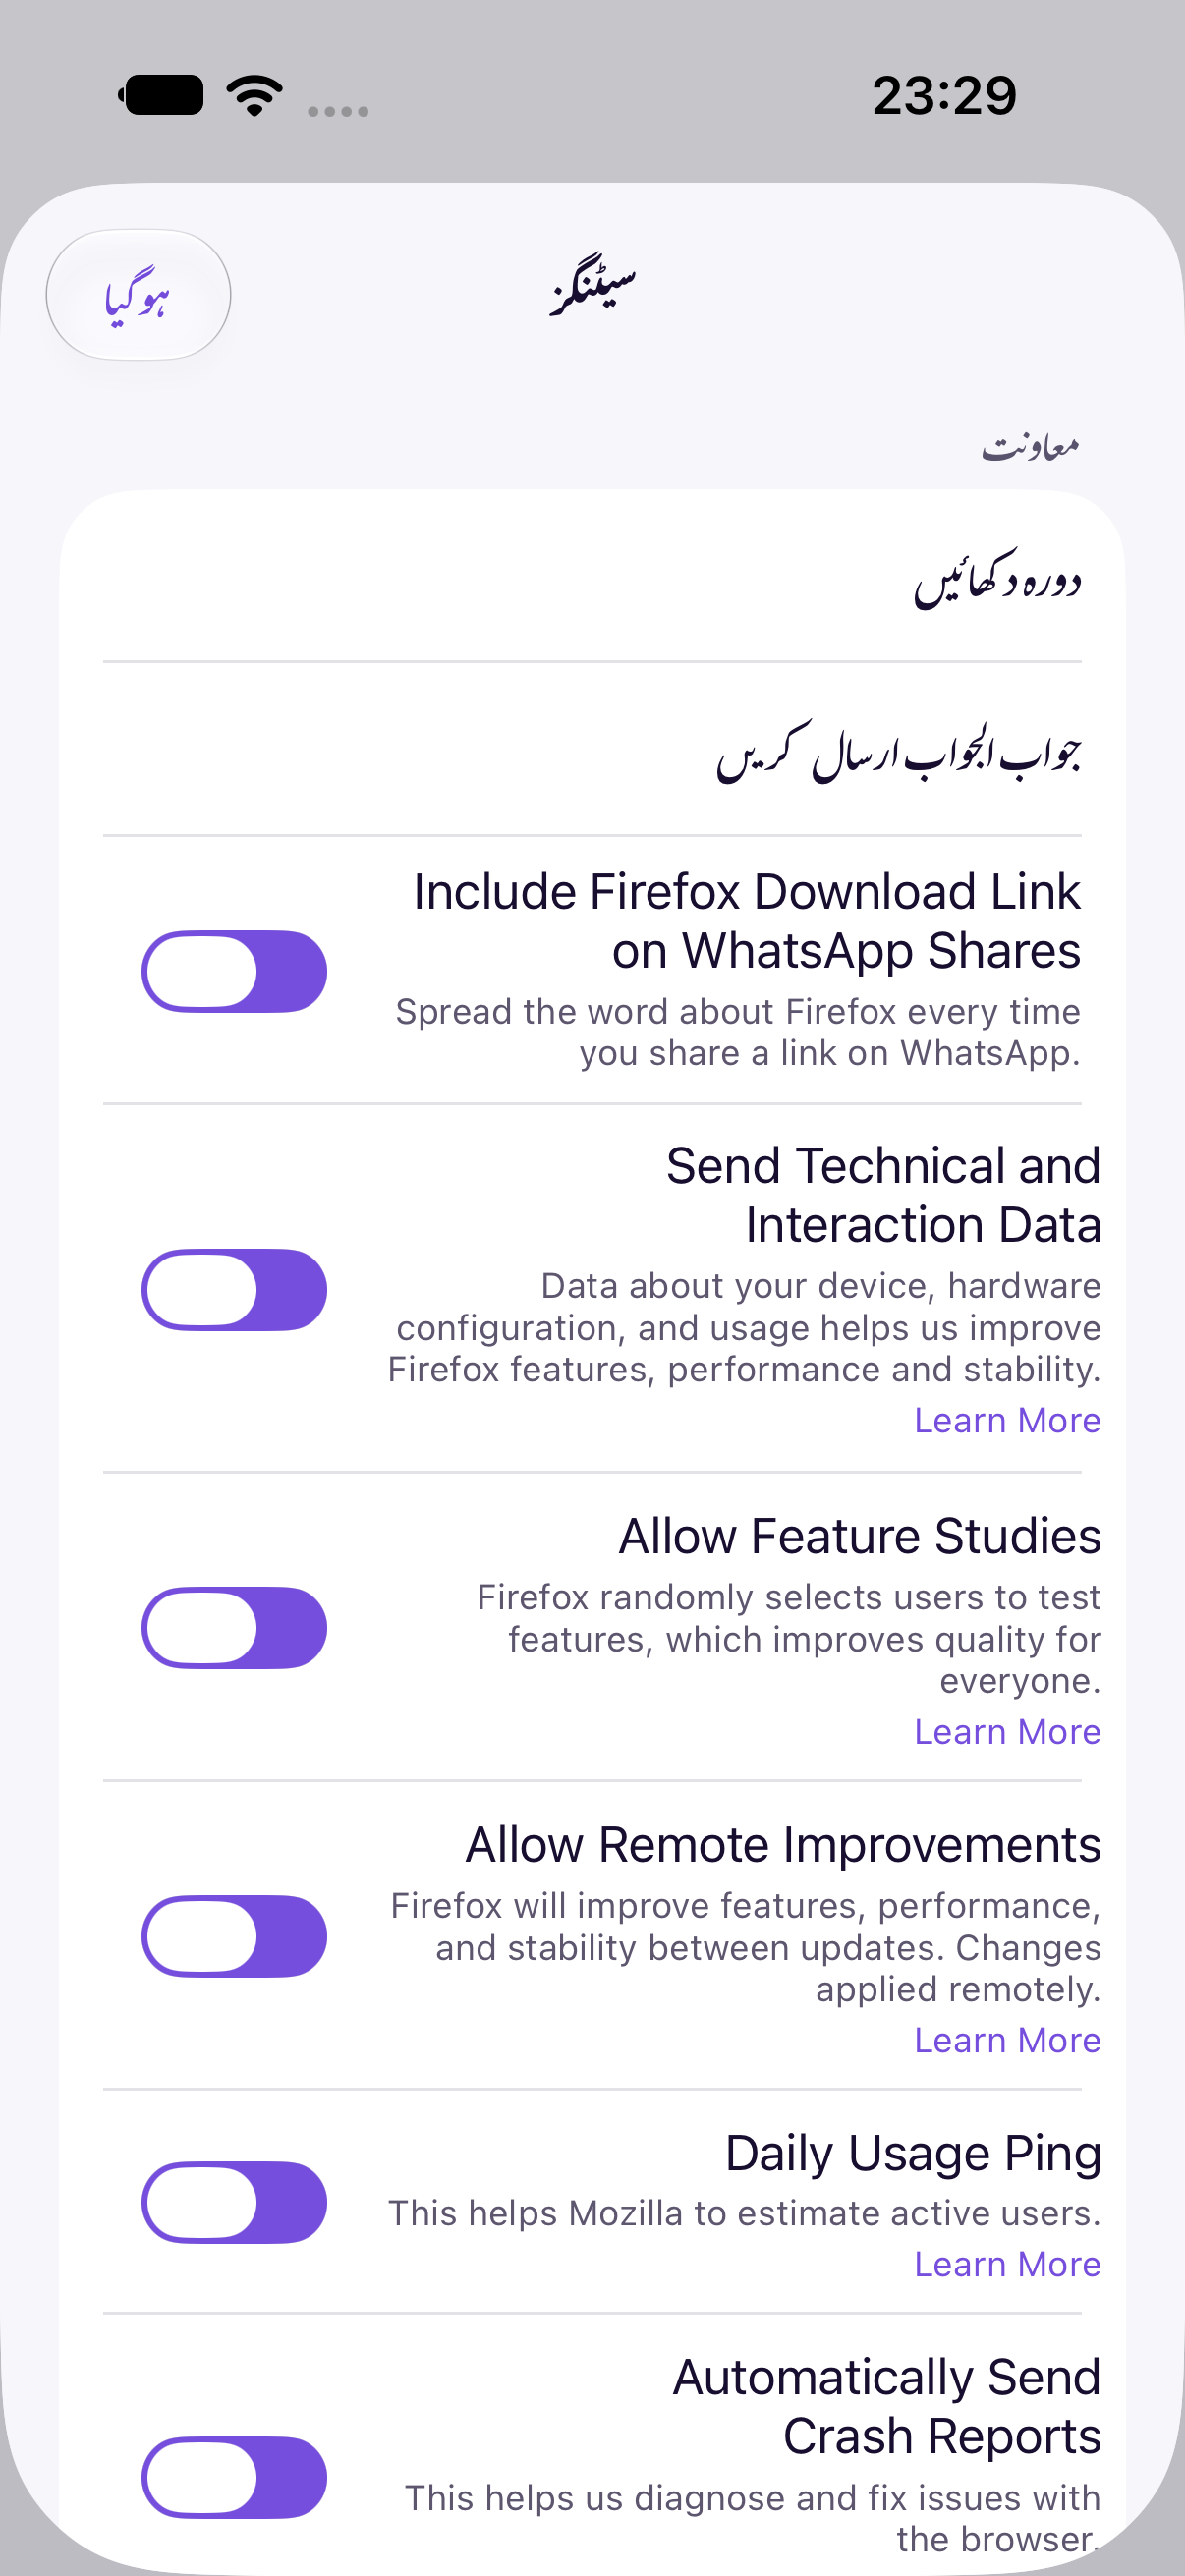 23:29
سیٹنگز
ہو گیا
معاونت
دورہ دکھائیں
جواب الجواب ارسال کریں
Include Firefox Download Link
on WhatsApp Shares
Spread the word about Firefox every time
you share a link on WhatsApp.
Send Technical and
Interaction Data
Data about your device, hardware
configuration, and usage helps us improve
Firefox features, performance and stability.
Learn More
Allow Feature Studies
Firefox randomly selects users to test
features, which improves quality for
everyone.
Learn More
Allow Remote Improvements
Firefox will improve features, performance,
and stability between updates. Changes
applied remotely.
Learn More
Daily Usage Ping
This helps Mozilla to estimate active users.
Learn More
Automatically Send
Crash Reports
This helps us diagnose and fix issues with
the browser.